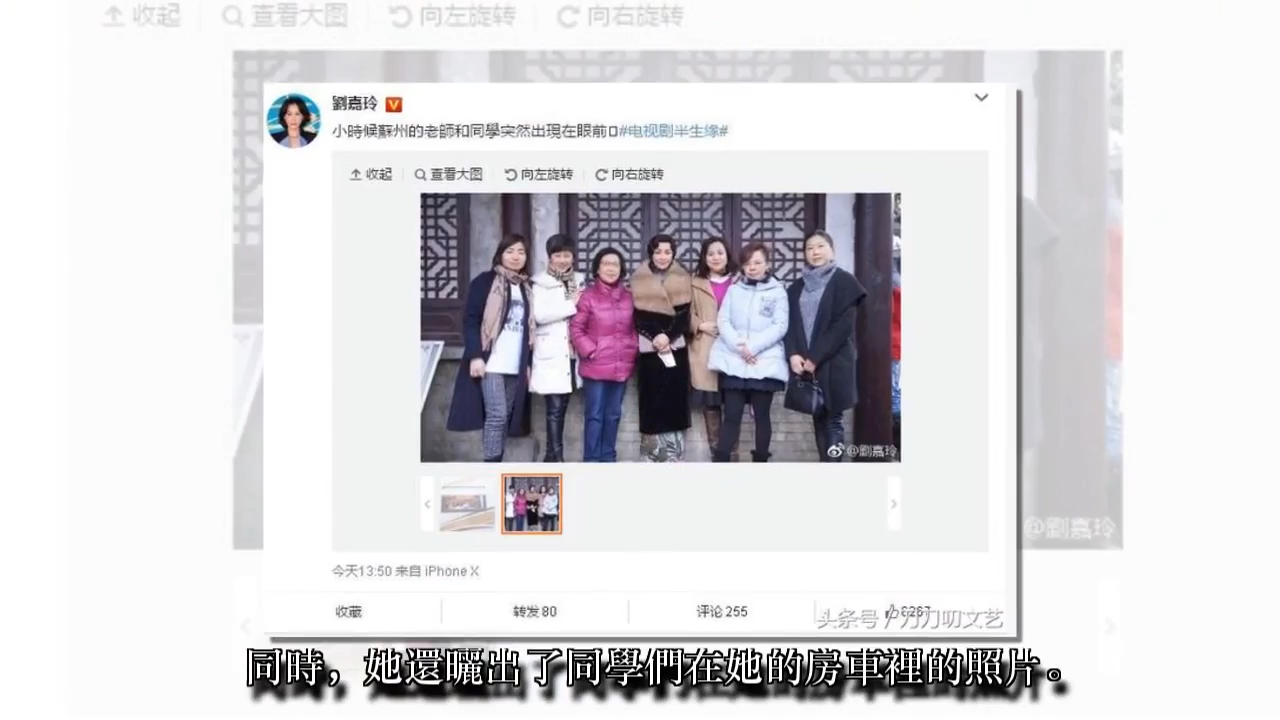 收起 查看大图 向左旋转 向右旋转
劉嘉玲
小時候蘇州的老師和同學突然出現在眼前#电视剧半生缘#
收起 查看大图 向左旋转 向右旋转
@劉嘉玲
@劉嘉玲
今天13:50 来自 iPhone X
收藏 转发 80 评论 255 6267
头条号 / 刀刀叨文艺
同時，她還曬出了同學們在她的房車裡的照片。